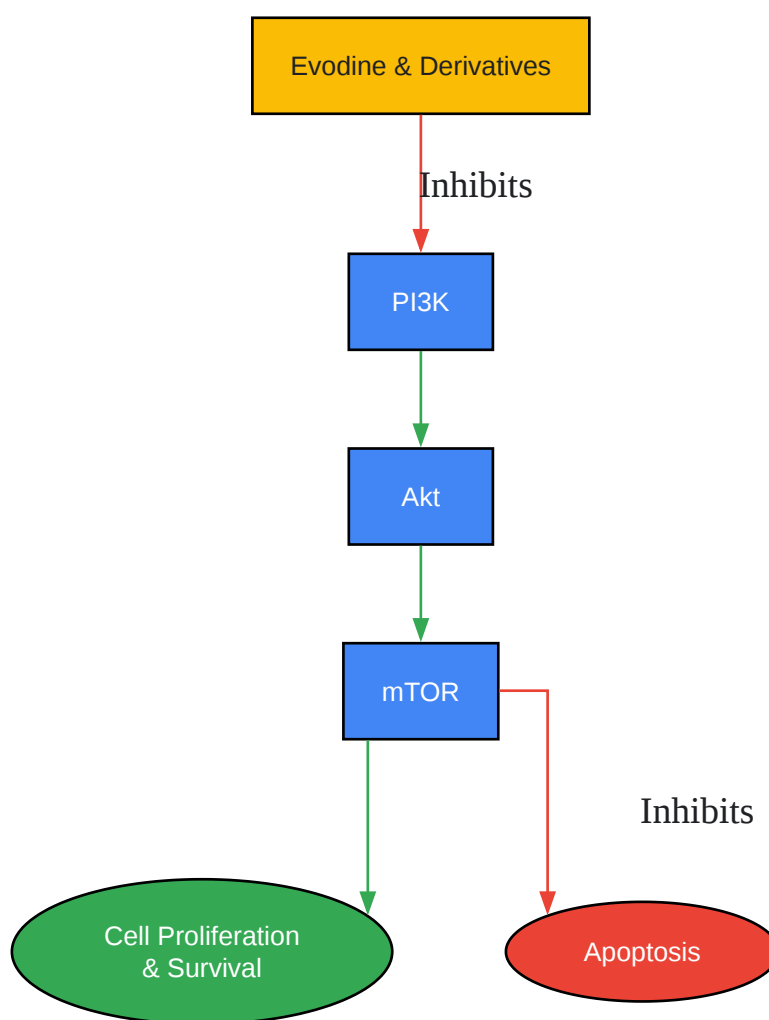 Evodine & Derivatives
Inhibits
PI3K
Akt
mTOR
Inhibits
Cell Proliferation
& Survival
Apoptosis